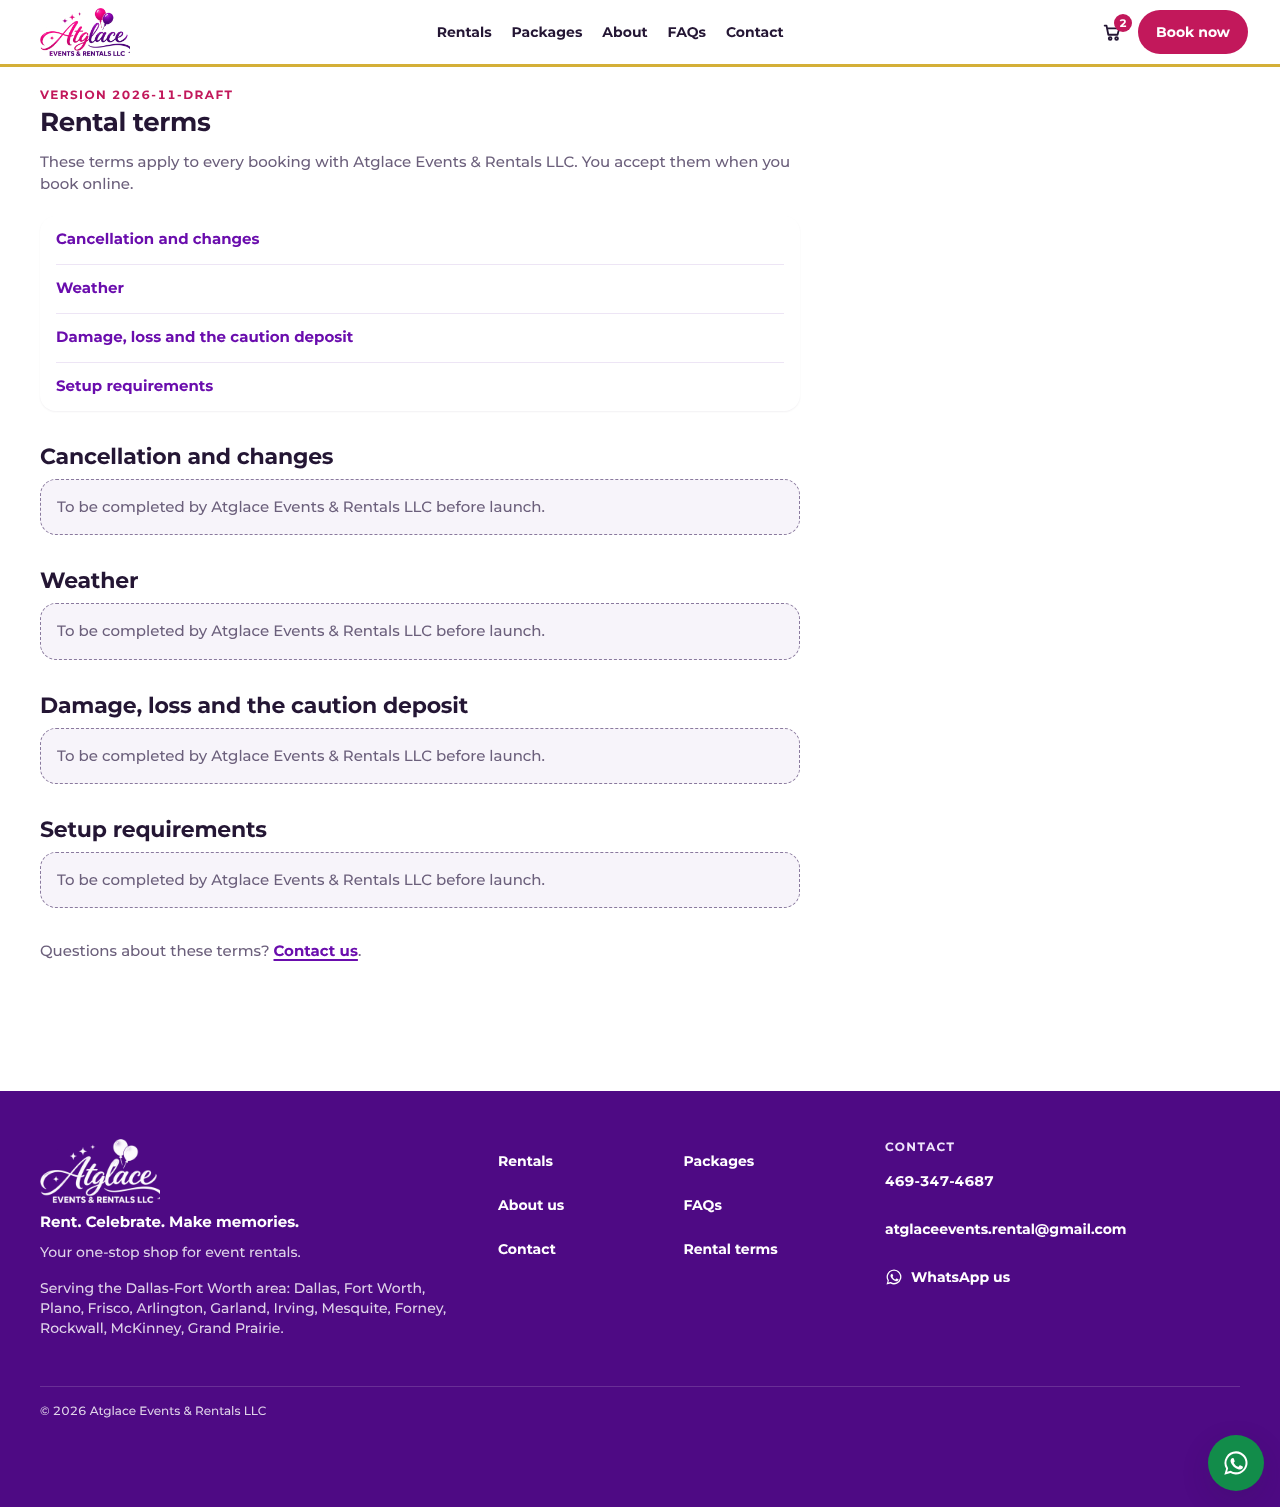 Atglace
EVENTS & RENTALS LLC
Rentals Packages About FAQs Contact
2
Book now
VERSION 2026-11-DRAFT
Rental terms
These terms apply to every booking with Atglace Events & Rentals LLC. You accept them when you
book online.
Cancellation and changes
Weather
Damage, loss and the caution deposit
Setup requirements
Cancellation and changes
To be completed by Atglace Events & Rentals LLC before launch.
Weather
To be completed by Atglace Events & Rentals LLC before launch.
Damage, loss and the caution deposit
To be completed by Atglace Events & Rentals LLC before launch.
Setup requirements
To be completed by Atglace Events & Rentals LLC before launch.
Questions about these terms? Contact us.
Atglace
EVENTS & RENTALS LLC
Rent. Celebrate. Make memories.
Your one-stop shop for event rentals.
Serving the Dallas-Fort Worth area: Dallas, Fort Worth,
Plano, Frisco, Arlington, Garland, Irving, Mesquite, Forney,
Rockwall, McKinney, Grand Prairie.
Rentals Packages
About us FAQs
Contact Rental terms
CONTACT
469-347-4687
atglaceevents.rental@gmail.com
WhatsApp us
© 2026 Atglace Events & Rentals LLC